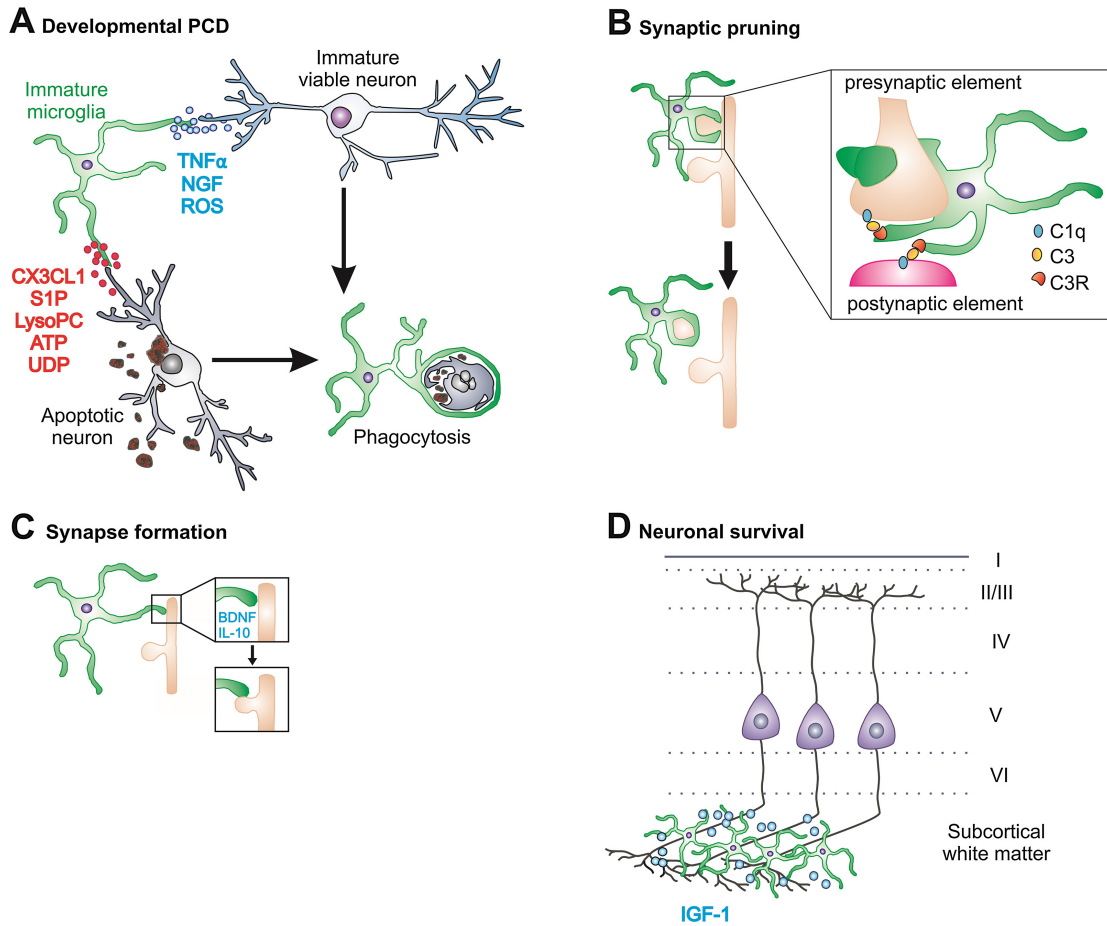 A Developmental PCD
Immature
viable neuron
Immature
microglia
TNFα
NGF
ROS
CX3CL1
S1P
LysoPC
ATP
UDP
Apoptotic
neuron
Phagocytosis
B Synaptic pruning
presynaptic element
C1q
C3
C3R
postynaptic element
C Synapse formation
BDNF
IL-10
D Neuronal survival
I
II/III
IV
V
VI
Subcortical
white matter
IGF-1